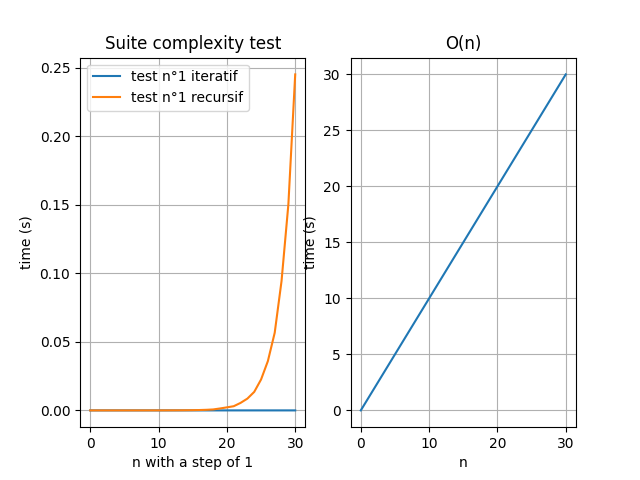 Suite complexity test
test n°1 iteratif
test n°1 recursif
time (s)
0.25
0.20
0.15
0.10
0.05
0.00
0 10 20 30
n with a step of 1
O(n)
time (s)
30
25
20
15
10
5
0
0 10 20 30
n